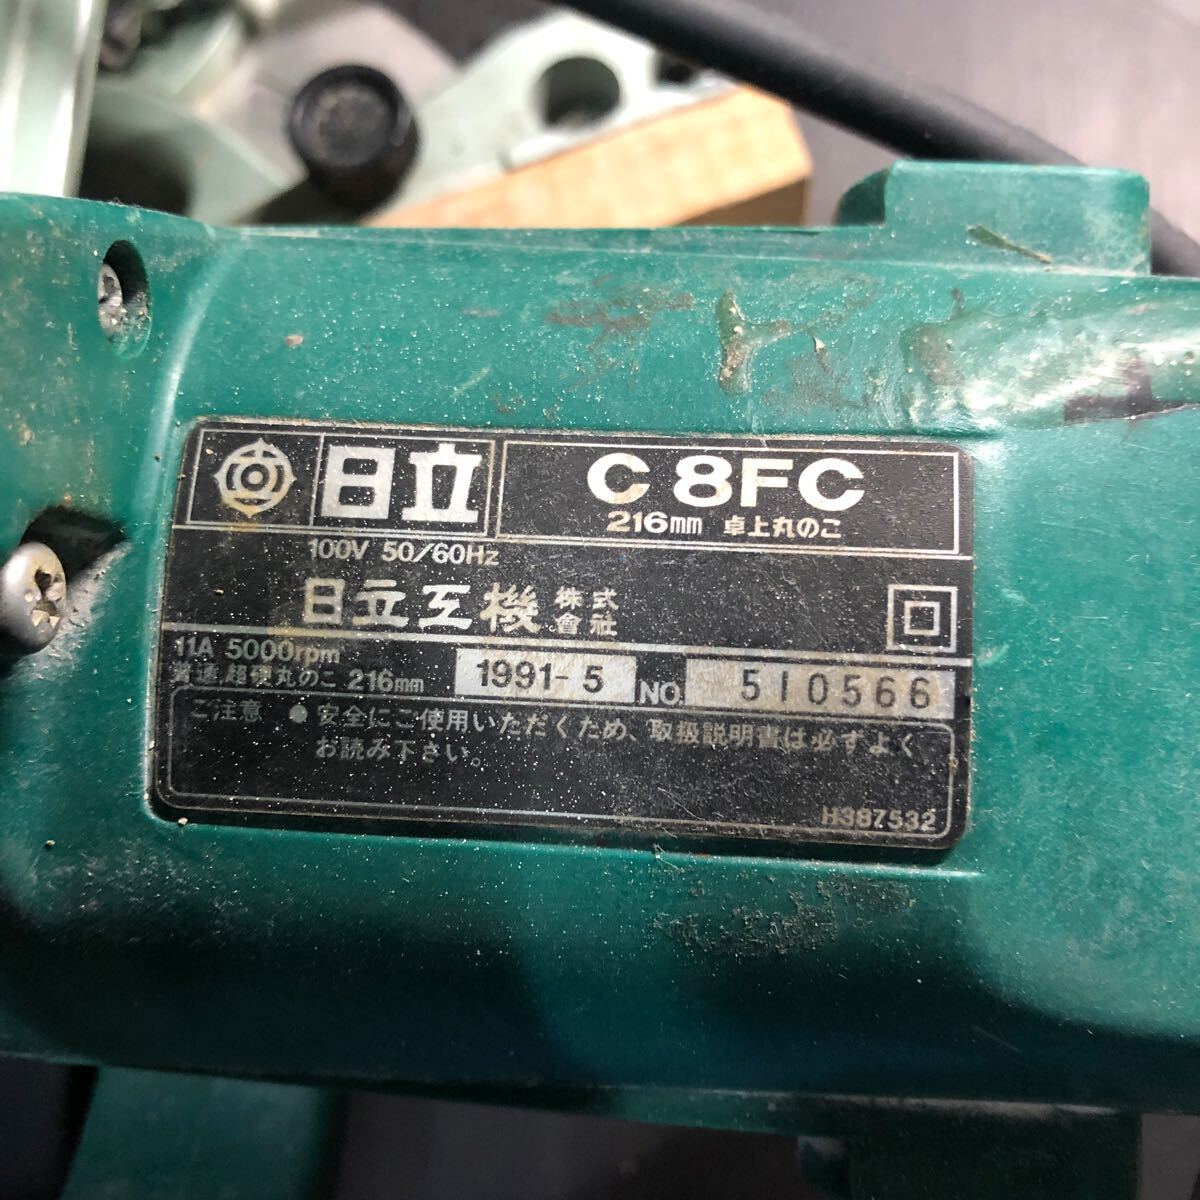 日立
C 8FC
216mm 卓上丸のこ
100V 50/60Hz
日立工機 株式會社
11A 5000rpm
普通,超硬丸のこ 216mm
1991-5 NO. 510566
ご注意 ● 安全にご使用いただくため、取扱説明書は必ずよく
お読み下さい。
H387532